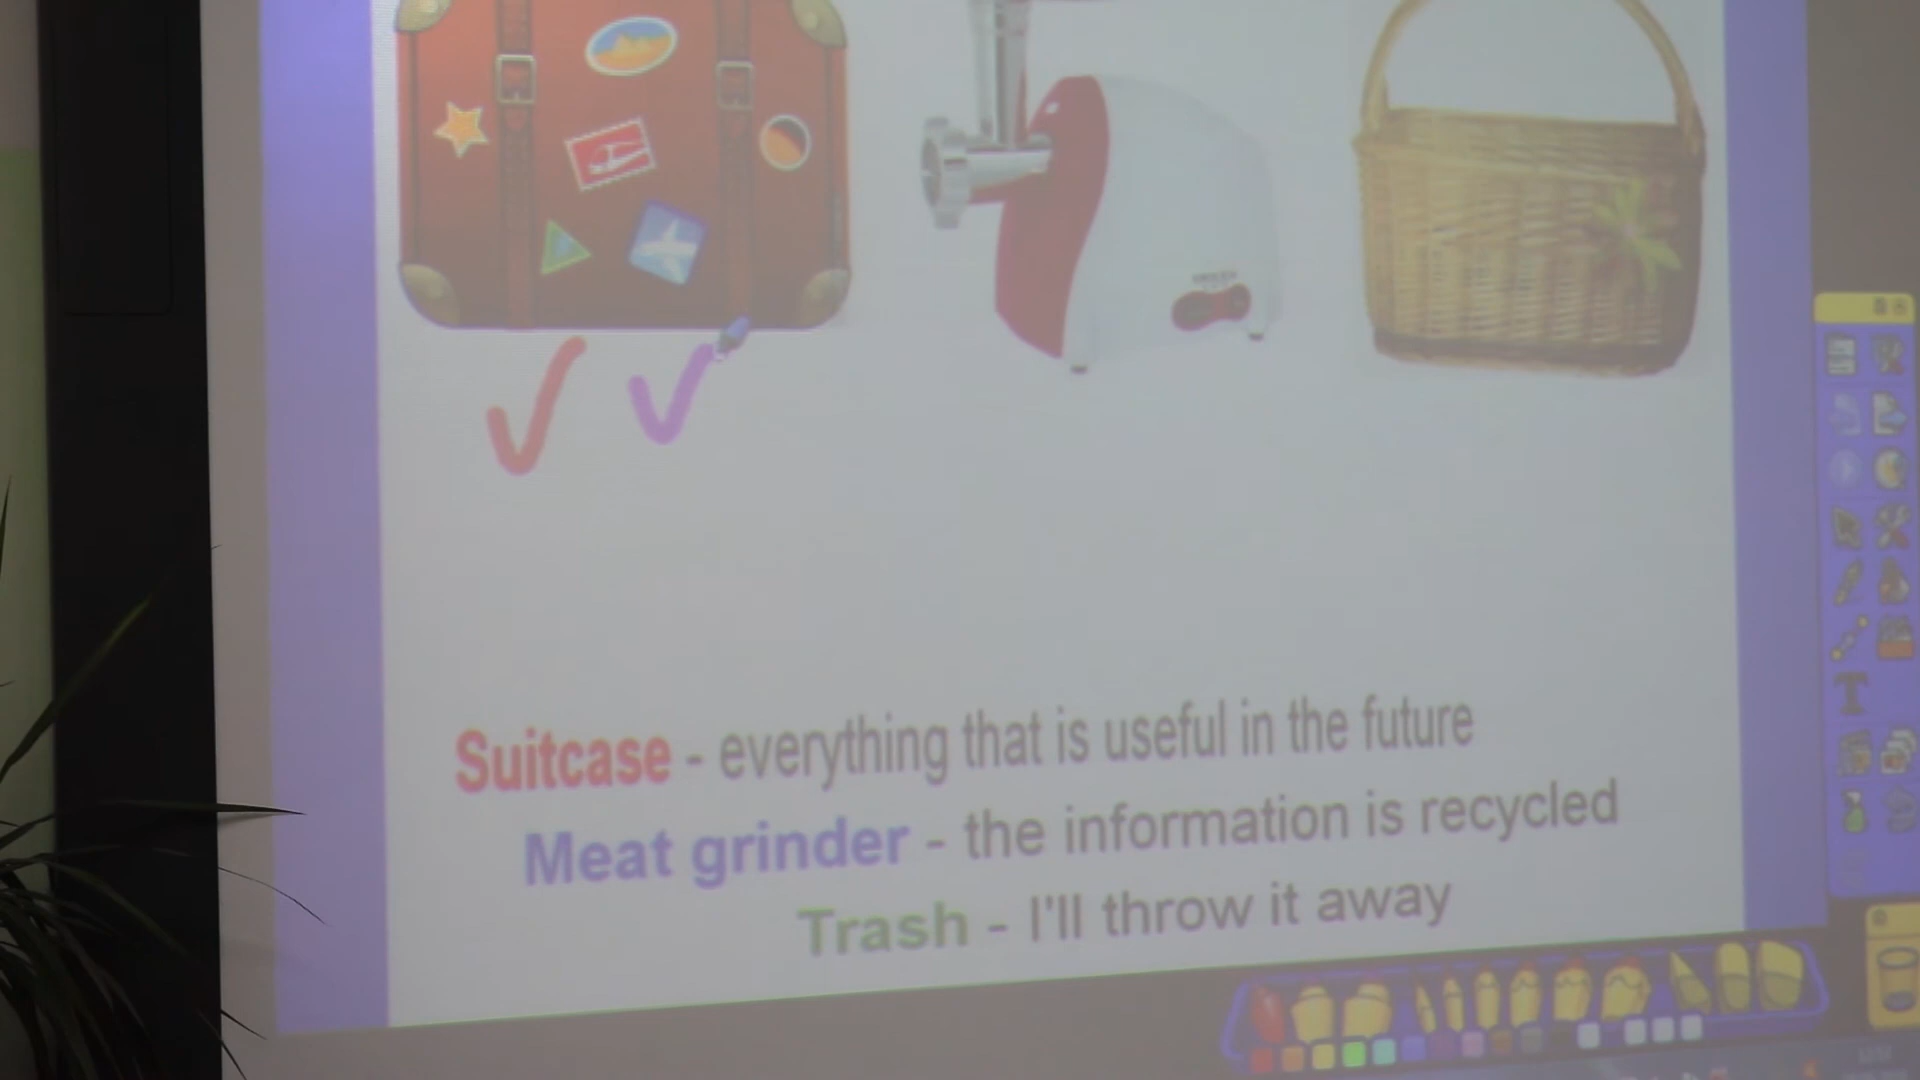 Suitcase - everything that is useful in the future
Meat grinder - the information is recycled
Trash - I'll throw it away
T